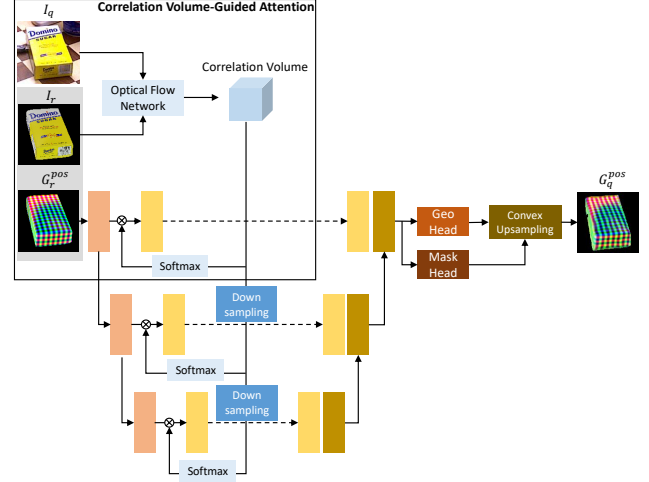 Correlation Volume-Guided Attention
I_q
Domino
SUGAR
Correlation Volume
Optical Flow
Network
I_r
Domino
G_r^{pos}
G_q^{pos}
Geo
Head
Convex
Upsampling
Mask
Head
Softmax
Down
sampling
Softmax
Down
sampling
Softmax